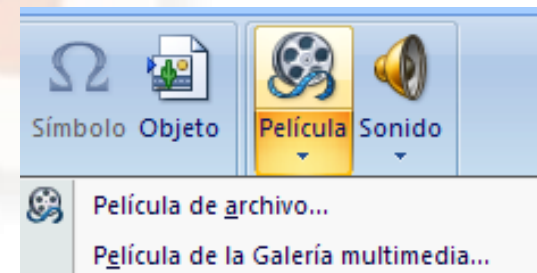 Símbolo Objeto Película Sonido
Película de archivo...
Película de la Galería multimedia...